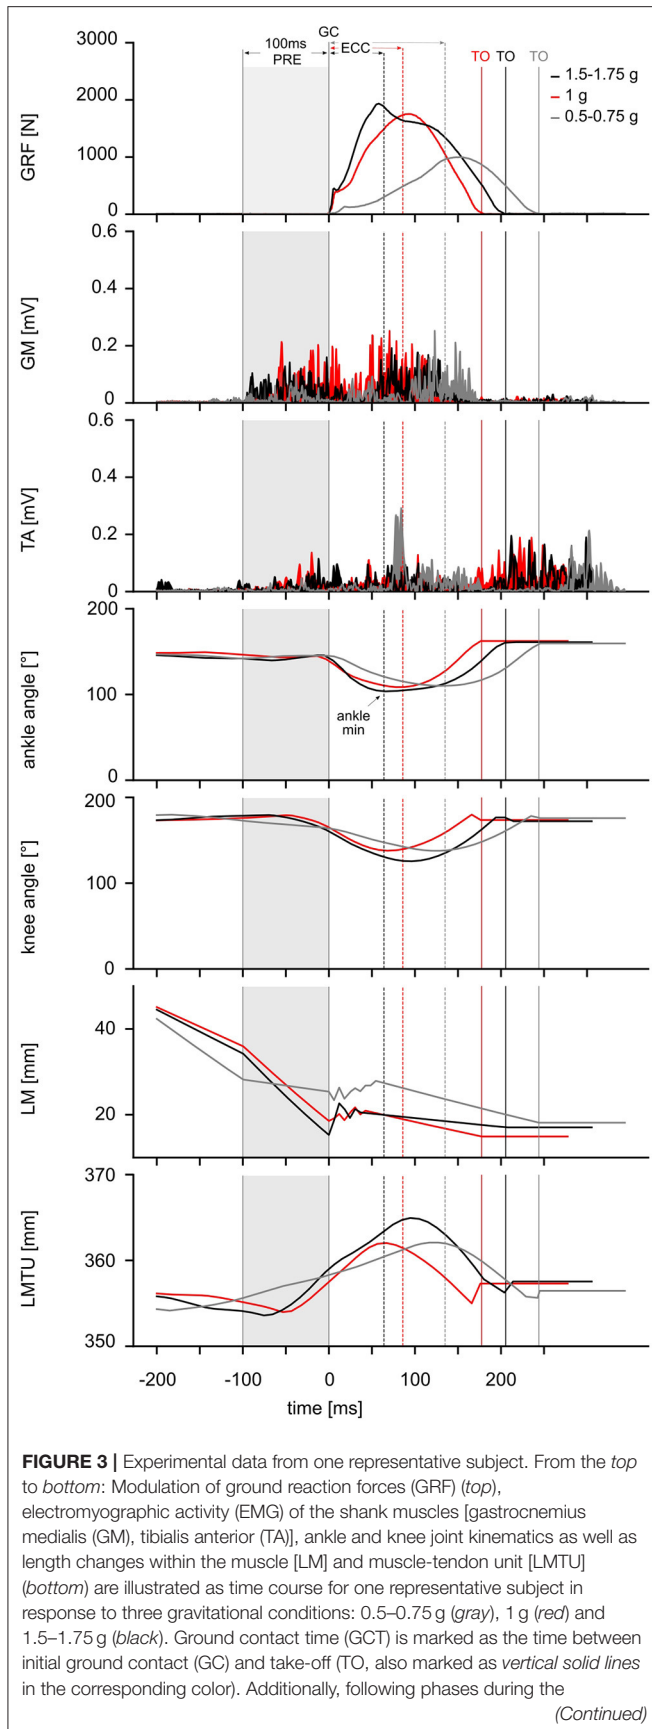 GC
3000
100ms
PRE
ECC
TO TO TO
1.5-1.75 g
1 g
0.5-0.75 g
2000
1000
0
GRF [N]
0.6
0.4
0.2
0
GM [mV]
0.6
0.4
0.2
0
TA [mV]
200
100
0
ankle angle [°]
ankle
min
200
100
0
knee angle [°]
40
20
LM [mm]
370
360
350
LMTU [mm]
-200 -100 0 100 200
time [ms]
FIGURE 3 | Experimental data from one representative subject. From the top
to bottom: Modulation of ground reaction forces (GRF) (top),
electromyographic activity (EMG) of the shank muscles [gastrocnemius
medialis (GM), tibialis anterior (TA)], ankle and knee joint kinematics as well as
length changes within the muscle [LM] and muscle-tendon unit [LMTU]
(bottom) are illustrated as time course for one representative subject in
response to three gravitational conditions: 0.5–0.75 g (gray), 1 g (red) and
1.5–1.75 g (black). Ground contact time (GCT) is marked as the time between
initial ground contact (GC) and take-off (TO, also marked as vertical solid lines
in the corresponding color). Additionally, following phases during the
(Continued)